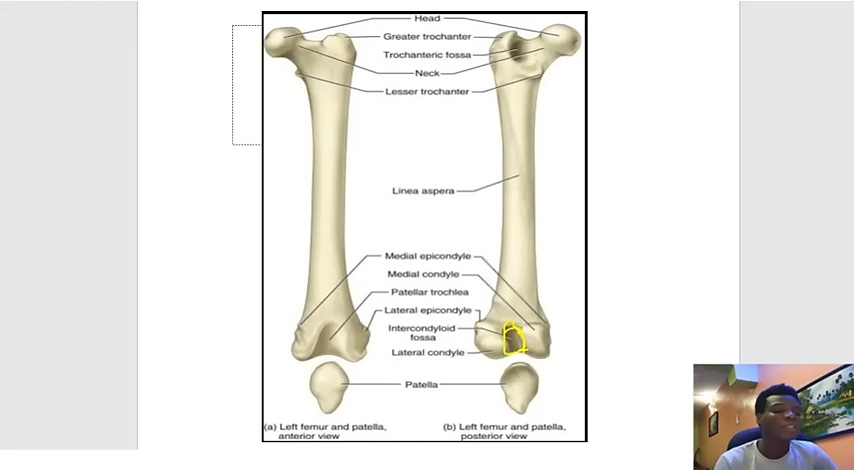 Head
Greater trochanter
Trochanteric fossa
Neck
Lesser trochanter
Linea aspera
Medial epicondyle
Medial condyle
Patellar trochlea
Lateral epicondyle
Intercondyloid
fossa
Lateral condyle
Patella
(a) Left femur and patella,
anterior view
(b) Left femur and patella,
posterior view